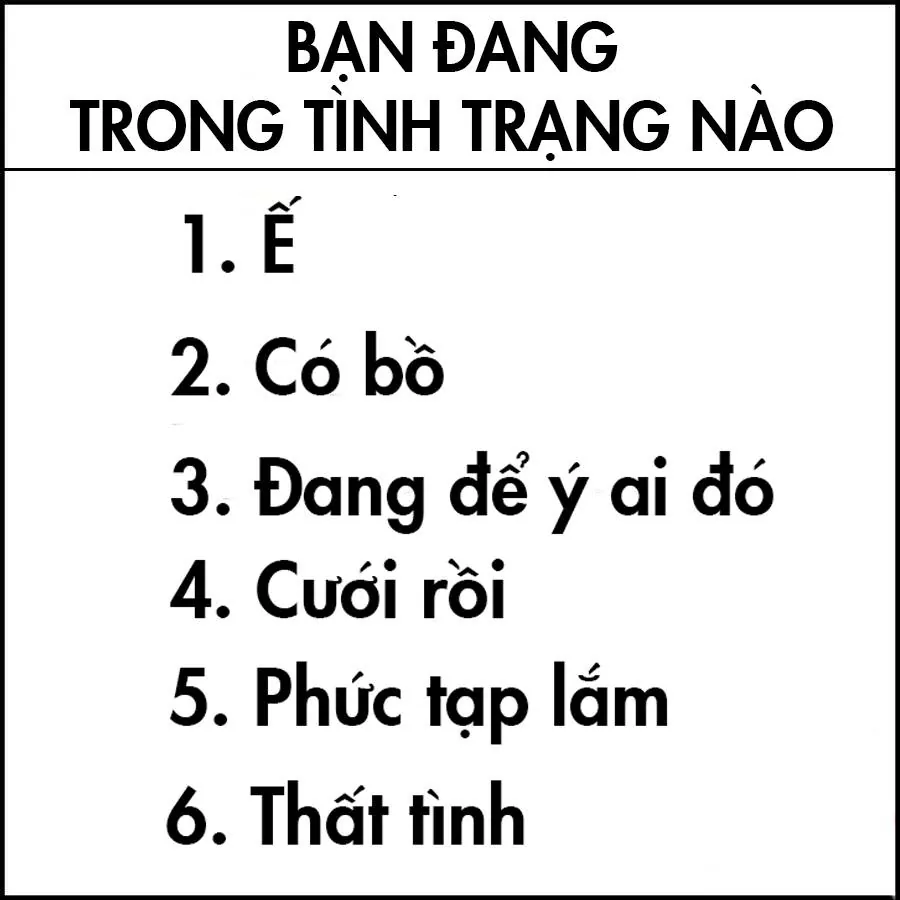 BẠN ĐANG
TRONG TÌNH TRẠNG NÀO
1. Ế
2. Có bồ
3. Đang để ý ai đó
4. Cưới rồi
5. Phức tạp lắm
6. Thất tình